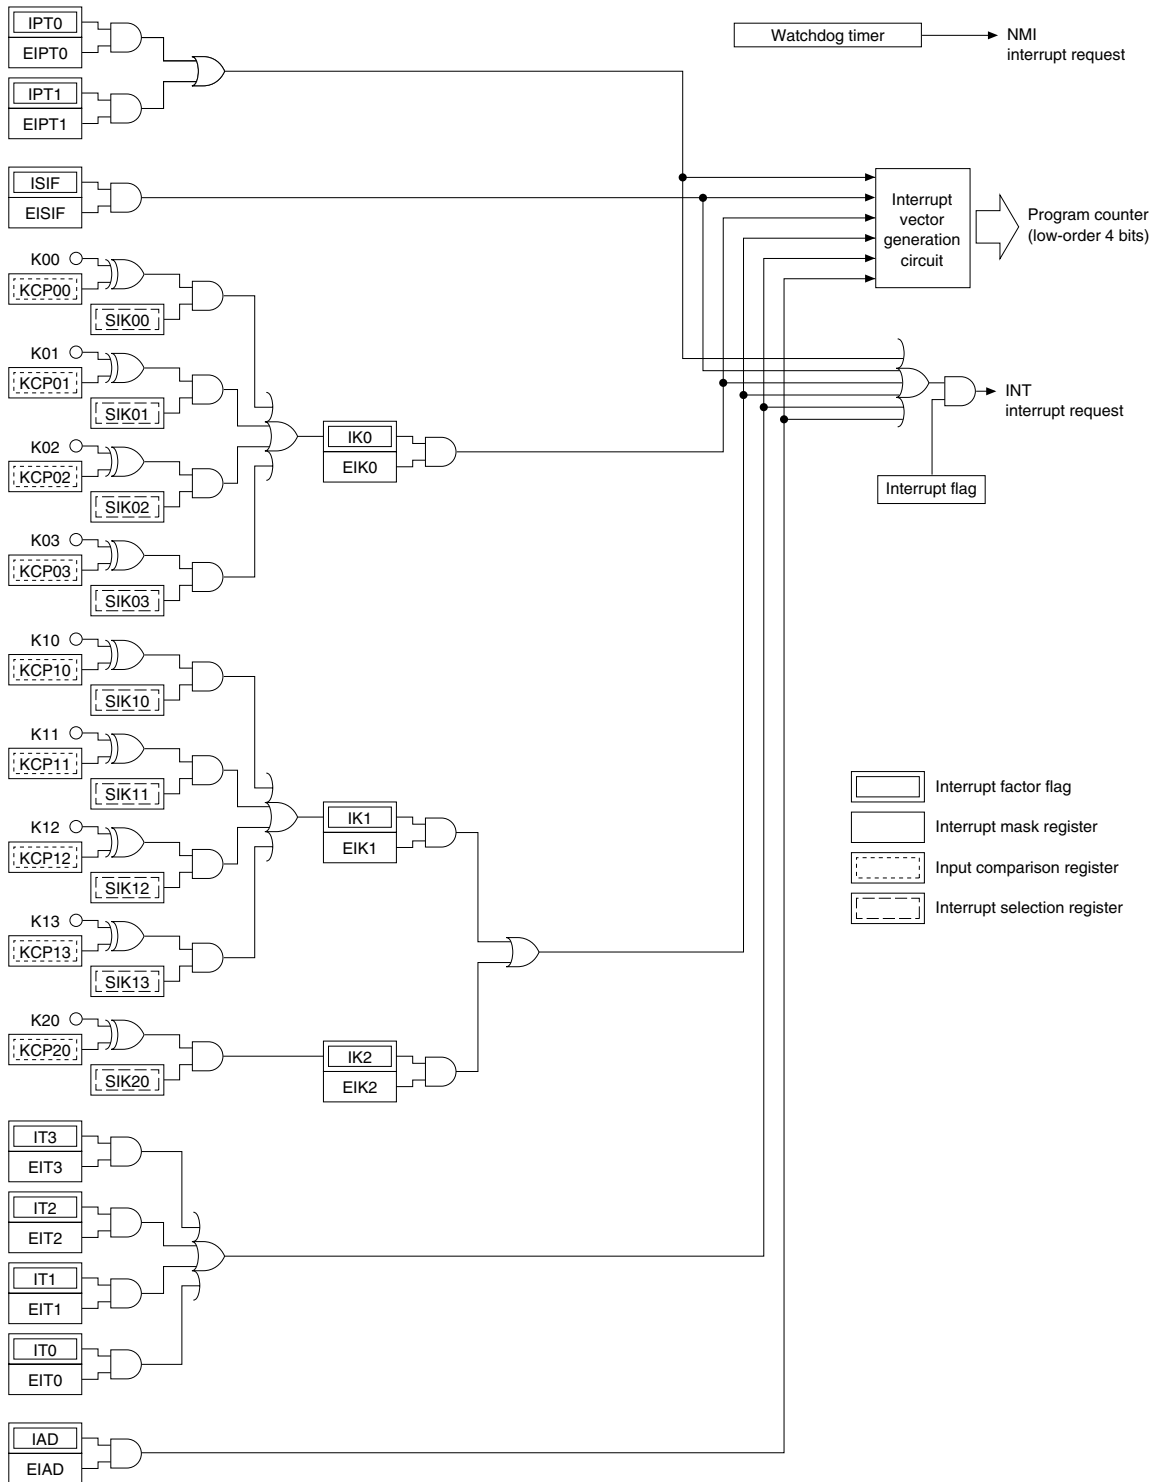 IPT0
EIPT0
IPT1
EIPT1
Watchdog timer
NMI
interrupt request
ISIF
EISIF
Interrupt
vector
generation
circuit
Program counter
(low-order 4 bits)
K00
KCP00
SIK00
K01
KCP01
SIK01
K02
KCP02
SIK02
K03
KCP03
SIK03
IK0
EIK0
INT
interrupt request
Interrupt flag
K10
KCP10
SIK10
K11
KCP11
SIK11
K12
KCP12
SIK12
K13
KCP13
SIK13
IK1
EIK1
K20
KCP20
SIK20
IK2
EIK2
Interrupt factor flag
Interrupt mask register
Input comparison register
Interrupt selection register
IT3
EIT3
IT2
EIT2
IT1
EIT1
IT0
EIT0
IAD
EIAD